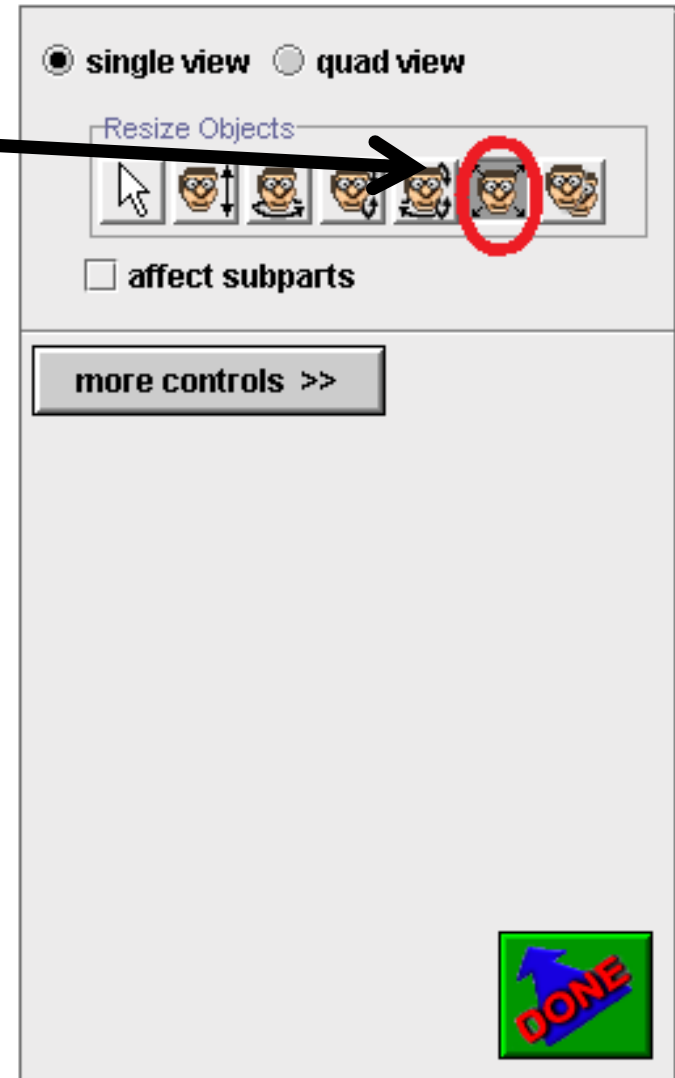 single view quad view
Resize Objects
affect subparts
more controls >>
DONE